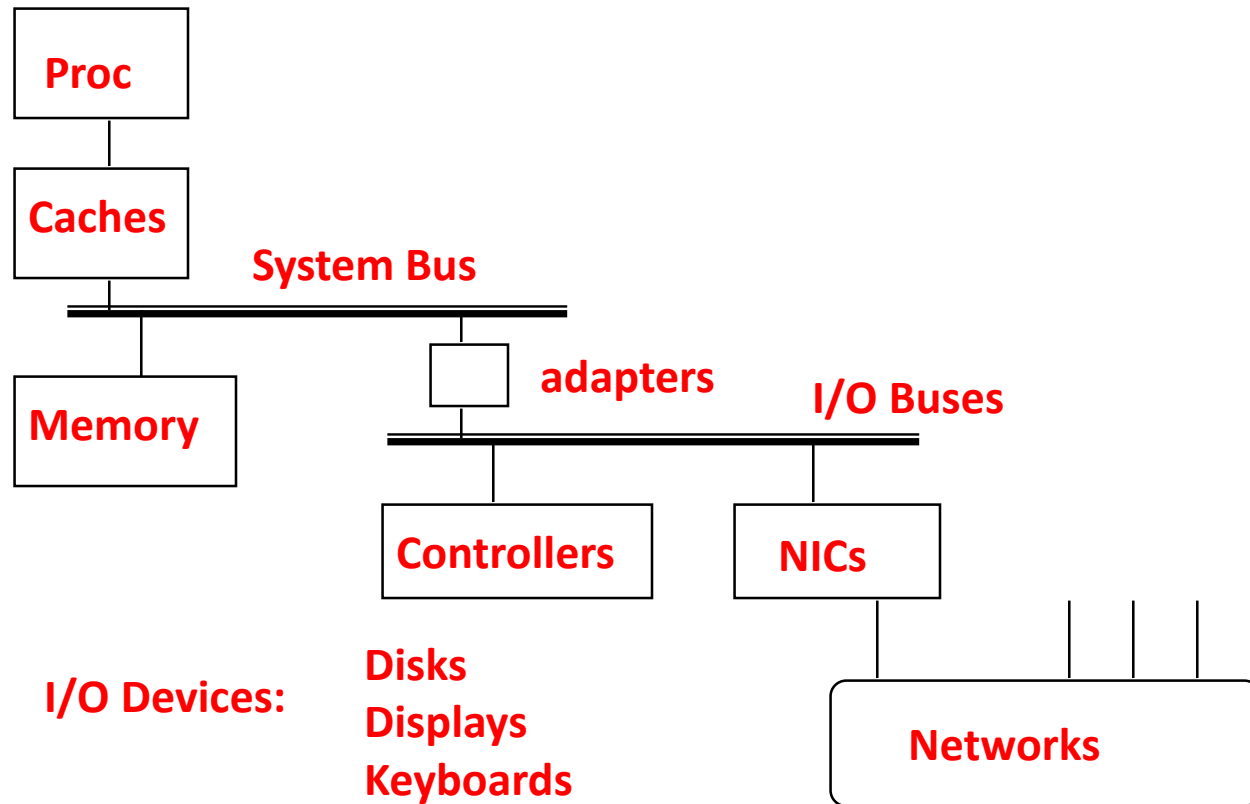 Proc
Caches
System Bus
adapters
I/O Buses
Memory
Controllers
NICs
I/O Devices:
Disks
Displays
Keyboards
Networks